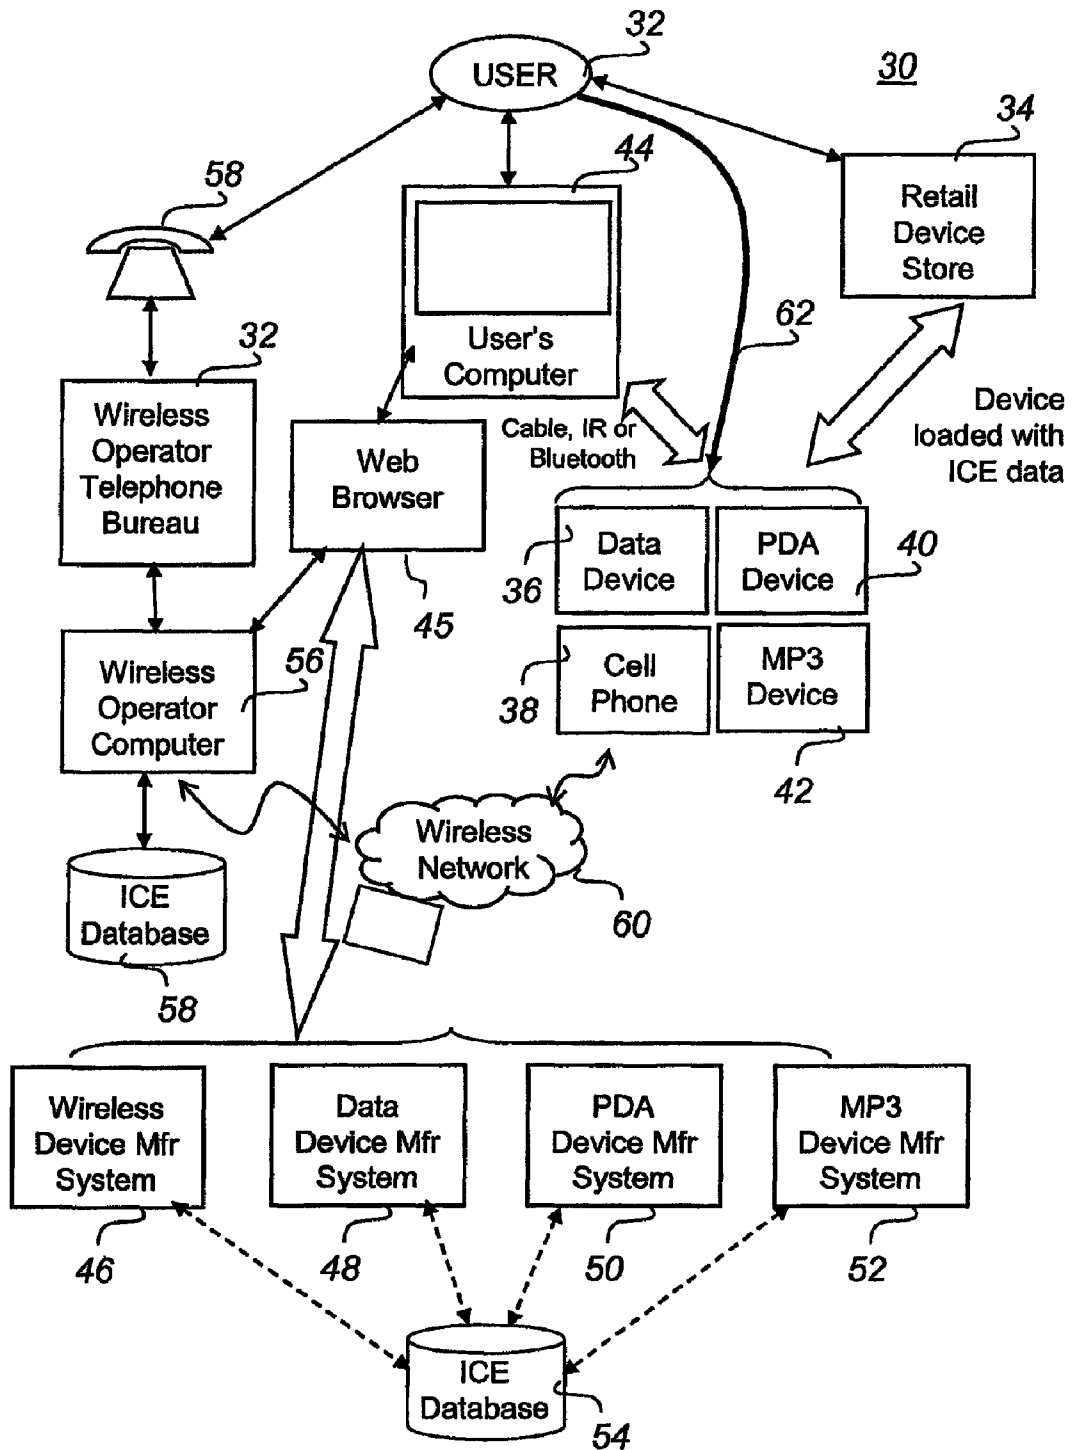 32
USER
30
34
44
58
Retail
Device
Store
32
User's
Computer
62
Wireless
Operator
Telephone
Bureau
Web
Browser
Cable, IR or
Bluetooth
Device
loaded with
ICE data
36
Data
Device
PDA
Device
40
45
Wireless
Operator
Computer
56
38
Cell
Phone
MP3
Device
42
Wireless
Network
60
ICE
Database
58
Wireless
Device Mfr
System
Data
Device Mfr
System
PDA
Device Mfr
System
MP3
Device Mfr
System
46
48
50
52
ICE
Database
54